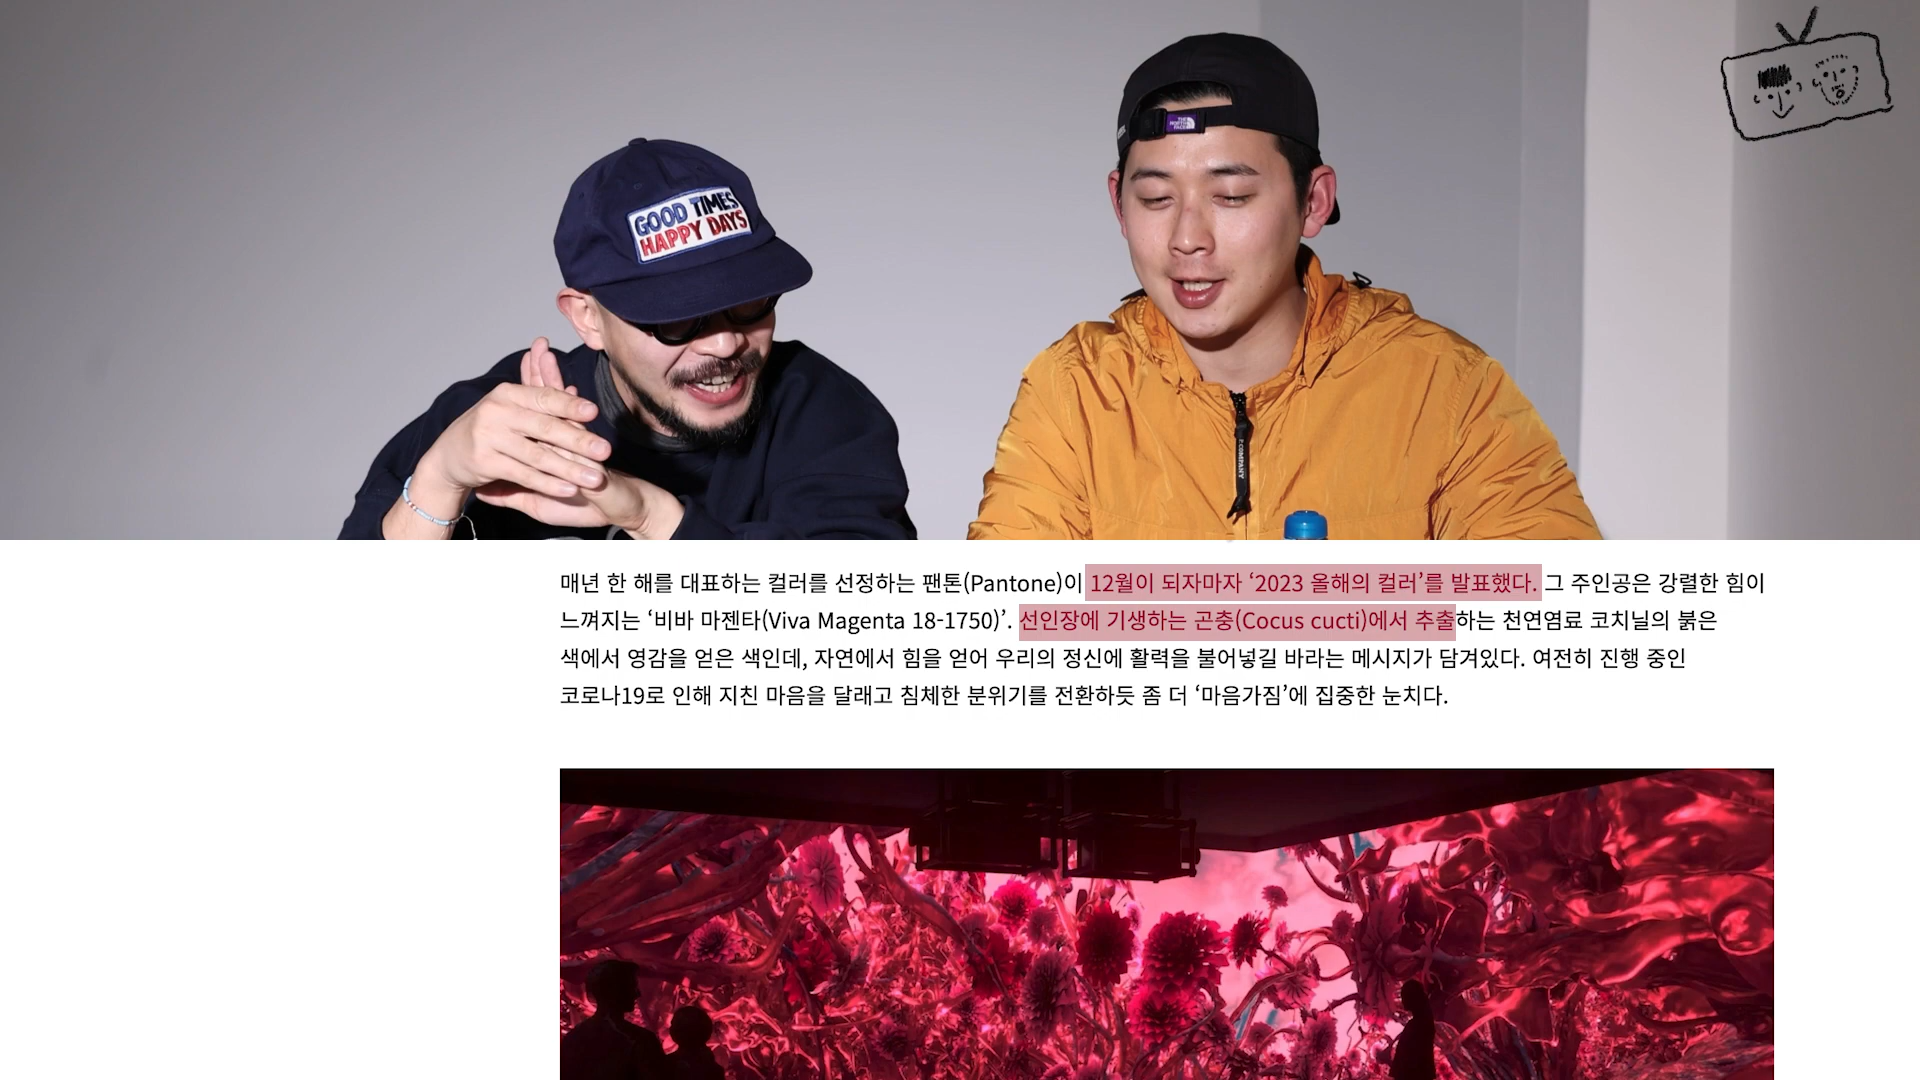 GOOD TIMES
HAPPY DAYS
THE
NORTH
FACE
P.COMPANY
매년 한 해를 대표하는 컬러를 선정하는 팬톤(Pantone)이 12월이 되자마자 ‘2023 올해의 컬러’를 발표했다. 그 주인공은 강렬한 힘이
느껴지는 ‘비바 마젠타(Viva Magenta 18-1750)’. 선인장에 기생하는 곤충(Cocus cucti)에서 추출하는 천연염료 코치닐의 붉은
색에서 영감을 얻은 색인데, 자연에서 힘을 얻어 우리의 정신에 활력을 불어넣길 바라는 메시지가 담겨있다. 여전히 진행 중인
코로나19로 인해 지친 마음을 달래고 침체한 분위기를 전환하듯 좀 더 ‘마음가짐’에 집중한 눈치다.